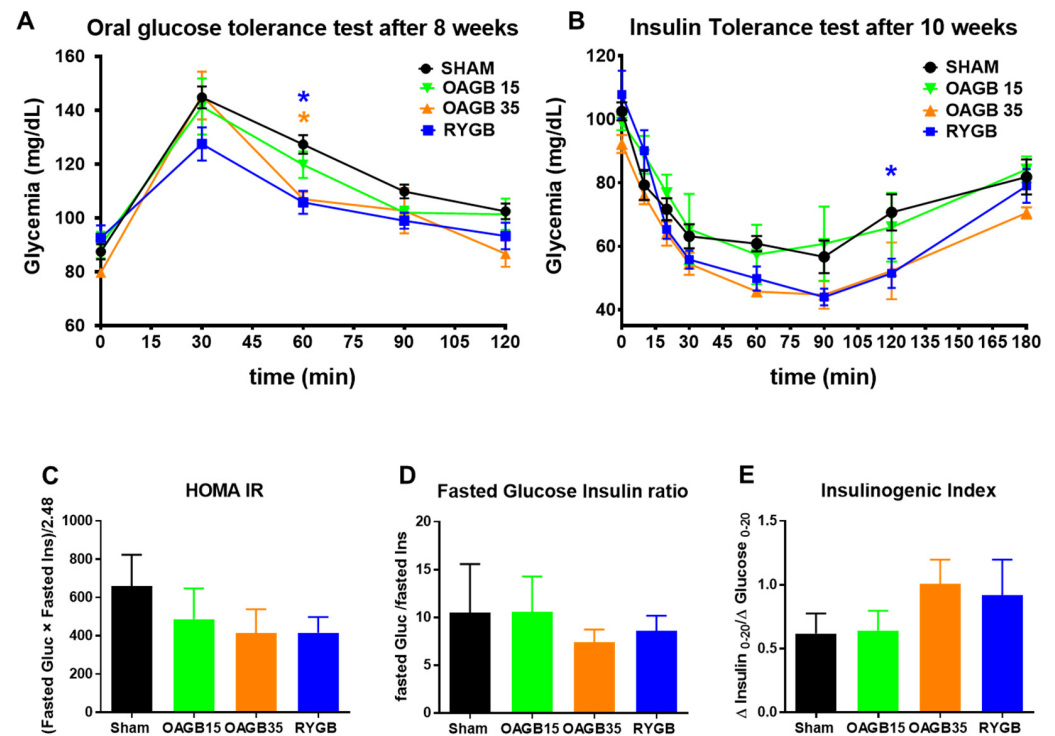 A
Oral glucose tolerance test after 8 weeks
160
140
120
100
80
60
Glycemia (mg/dL)
SHAM
OAGB 15
OAGB 35
RYGB
*
*
0 15 30 45 60 75 90 105 120
time (min)
B
Insulin Tolerance test after 10 weeks
120
100
80
60
40
Glycemia (mg/dL)
SHAM
OAGB 15
OAGB 35
RYGB
*
0 15 30 45 60 75 90 105 120 135 125 165 180
time (min)
C
HOMA IR
1000
800
600
400
200
0
(Fasted Gluc × Fasted Ins)/2.48
Sham OAGB15 OAGB35 RYGB
D
Fasted Glucose Insulin ratio
20
15
10
5
0
fasted Gluc /fasted Ins
Sham OAGB15 OAGB35 RYGB
E
Insulinogenic Index
1.5
1.0
0.5
0.0
Δ Insulin 0-20/Δ Glucose 0-20
Sham OAGB15 OAGB35 RYGB